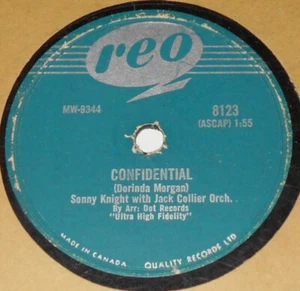 reo
MW-9344
8123
(ASCAP) 1:55
CONFIDENTIAL
(Dorinda Morgan)
Sonny Knight with Jack Collier Orch.
By Arr: Dot Records
"Ultra High Fidelity"
MADE IN CANADA QUALITY RECORDS LTD